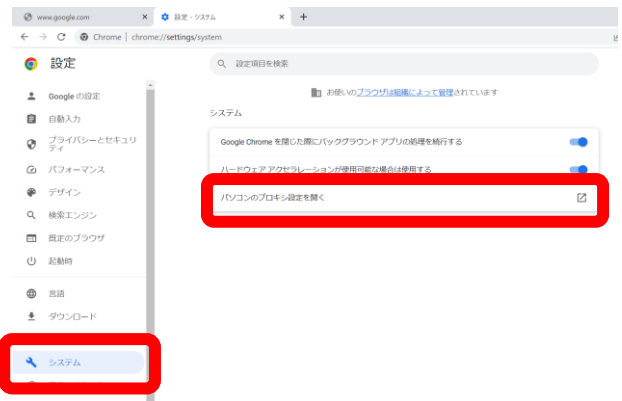 www.google.com
設定 - システム
Chrome | chrome://settings/system
設定
設定項目を検索
お使いのブラウザは組織によって管理されています
Google の設定
自動入力
プライバシーとセキュリ
ティ
パフォーマンス
デザイン
検索エンジン
既定のブラウザ
起動時
言語
ダウンロード
システム
システム
Google Chrome を閉じた際にバックグラウンド アプリの処理を続行する
ハードウェア アクセラレーションが使用可能な場合は使用する
パソコンのプロキシ設定を開く